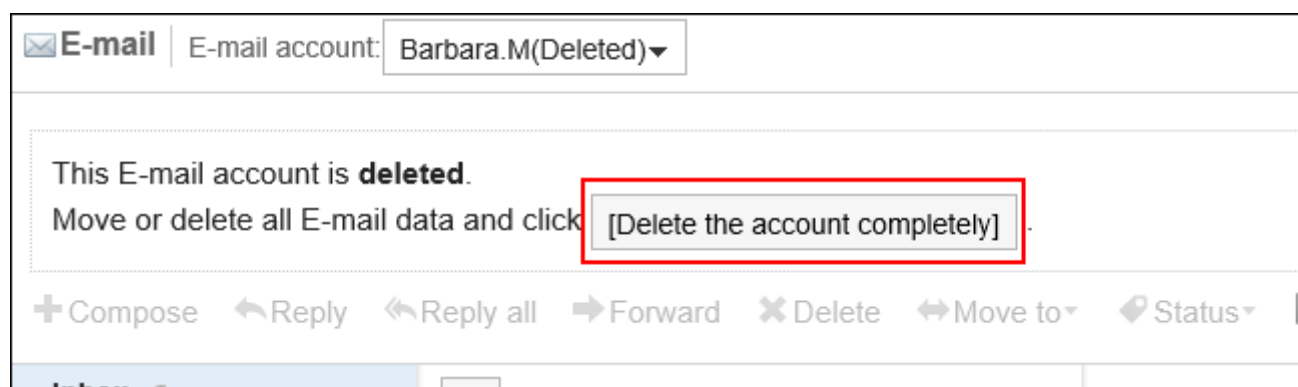 E-mail E-mail account: Barbara.M(Deleted)
This E-mail account is deleted.
Move or delete all E-mail data and click [Delete the account completely] .
Compose Reply Reply all Forward Delete Move to Status